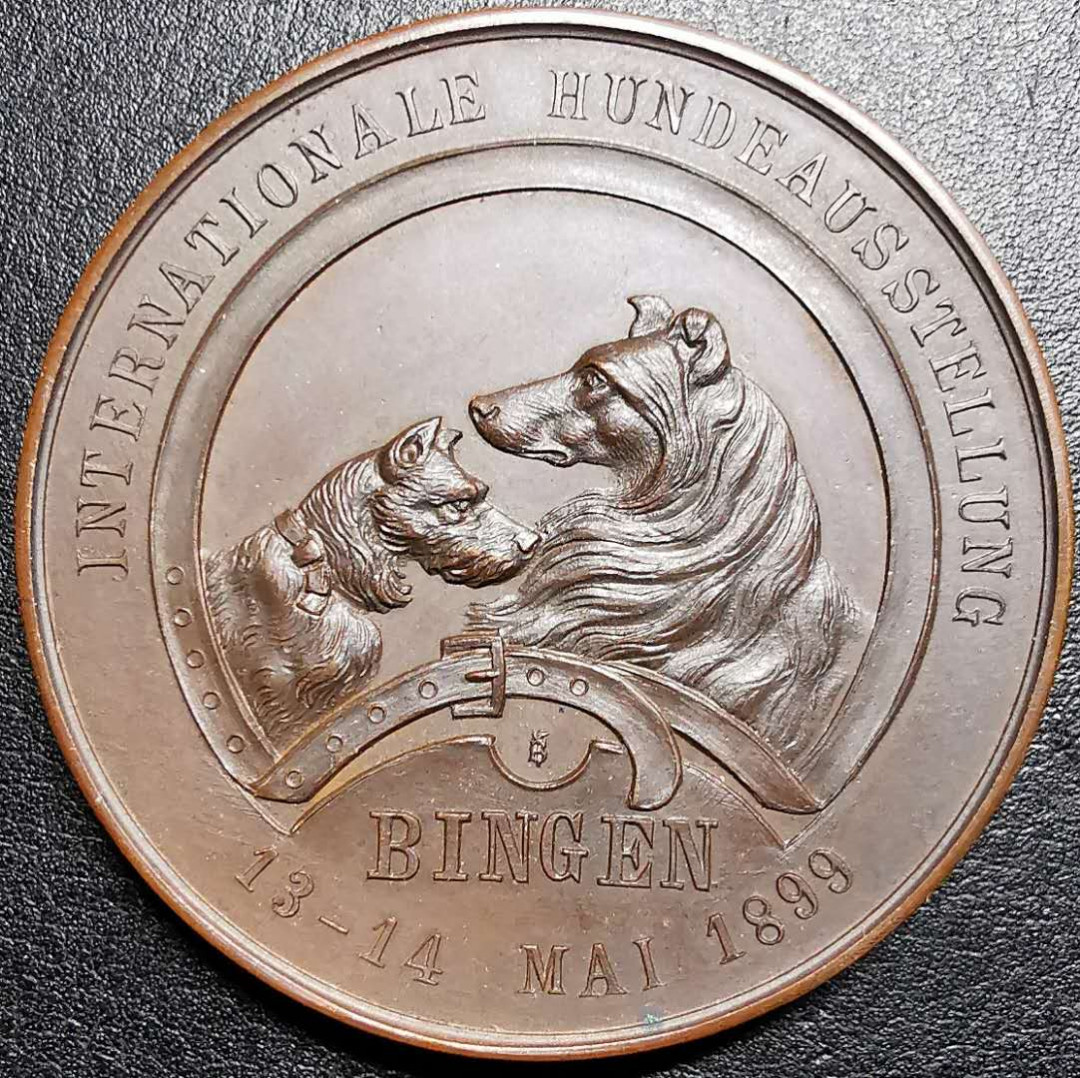 INTERNATIONALE HUNDEAUSSTELLUNG
BINGEN
13-14 MAI 1899